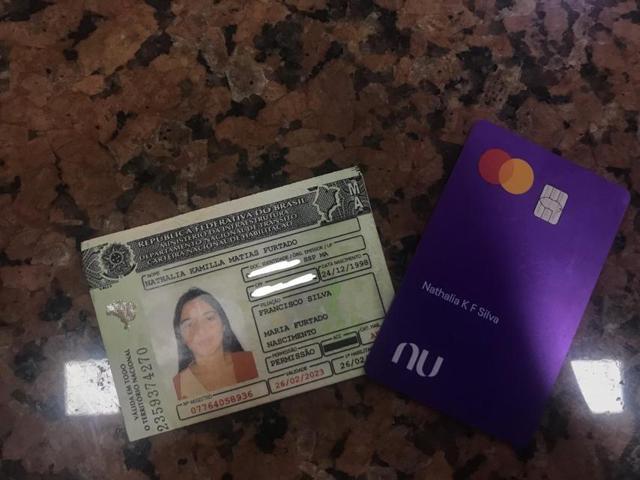 REPÚBLICA FEDERATIVA DO BRASIL
MINISTÉRIO DA INFRAESTRUTURA
DEPARTAMENTO NACIONAL DE TRÂNSITO
CARTEIRA NACIONAL DE HABILITAÇÃO
MA
NOME
NATHALIA KAMILLA MATIAS FURTADO
DOC. IDENTIDADE / ÓRG. EMISSOR / UF
SSP MA
CPF
DATA NASCIMENTO
24/12/1998
FILIAÇÃO
FRANCISCO SILVA
MARIA FURTADO
NASCIMENTO
PERMISSÃO
ACC
CAT. HAB.
PERMISSÃO
Nº REGISTRO
07764058936
VALIDADE
26/02/2023
1ª HABILITAÇÃO
26/02
VÁLIDA EM TODO
O TERRITÓRIO NACIONAL
2359374270
Nathalia K F Silva
nu